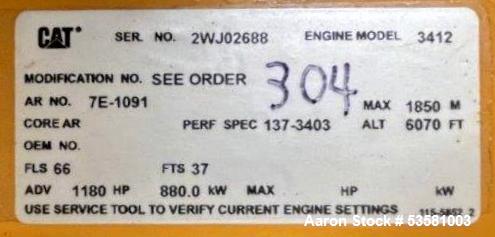 CAT SER. NO. 2WJ02688 ENGINE MODEL 3412
MODIFICATION NO. SEE ORDER 304
AR NO. 7E-1091 MAX 1850 M
CORE AR PERF SPEC 137-3403 ALT 6070 FT
OEM NO.
FLS 66 FTS 37
ADV 1180 HP 880.0 kW MAX HP kW
USE SERVICE TOOL TO VERIFY CURRENT ENGINE SETTINGS
Aaron Stock # 53581003